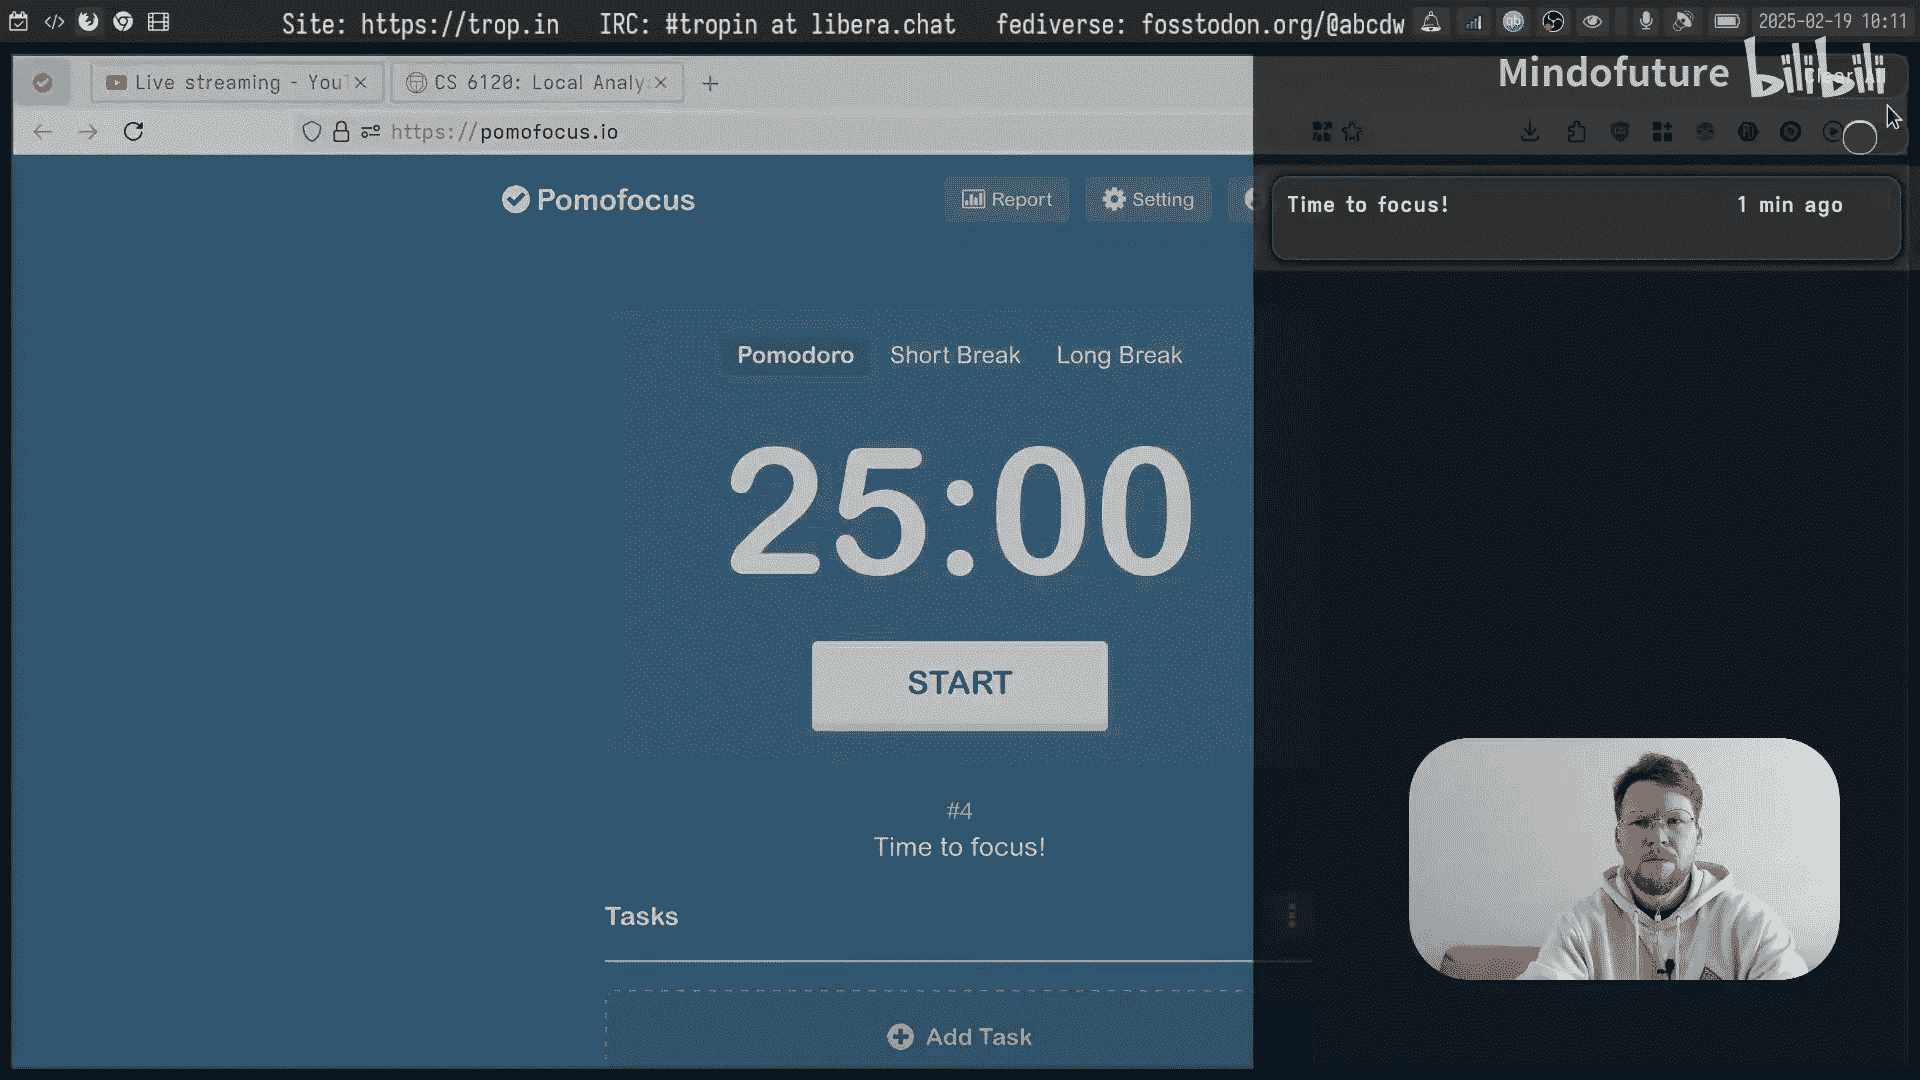 Site: https://trop.in IRC: #tropin at libera.chat fediverse: fosstodon.org/@abcdw 2025-02-19 10:11
Mindofuture bilibili
Live streaming - YouT
CS 6120: Local Analy
https://pomofocus.io
Pomofocus
Report
Setting
Time to focus! 1 min ago
Pomodoro Short Break Long Break
25:00
START
#4
Time to focus!
Tasks
Add Task